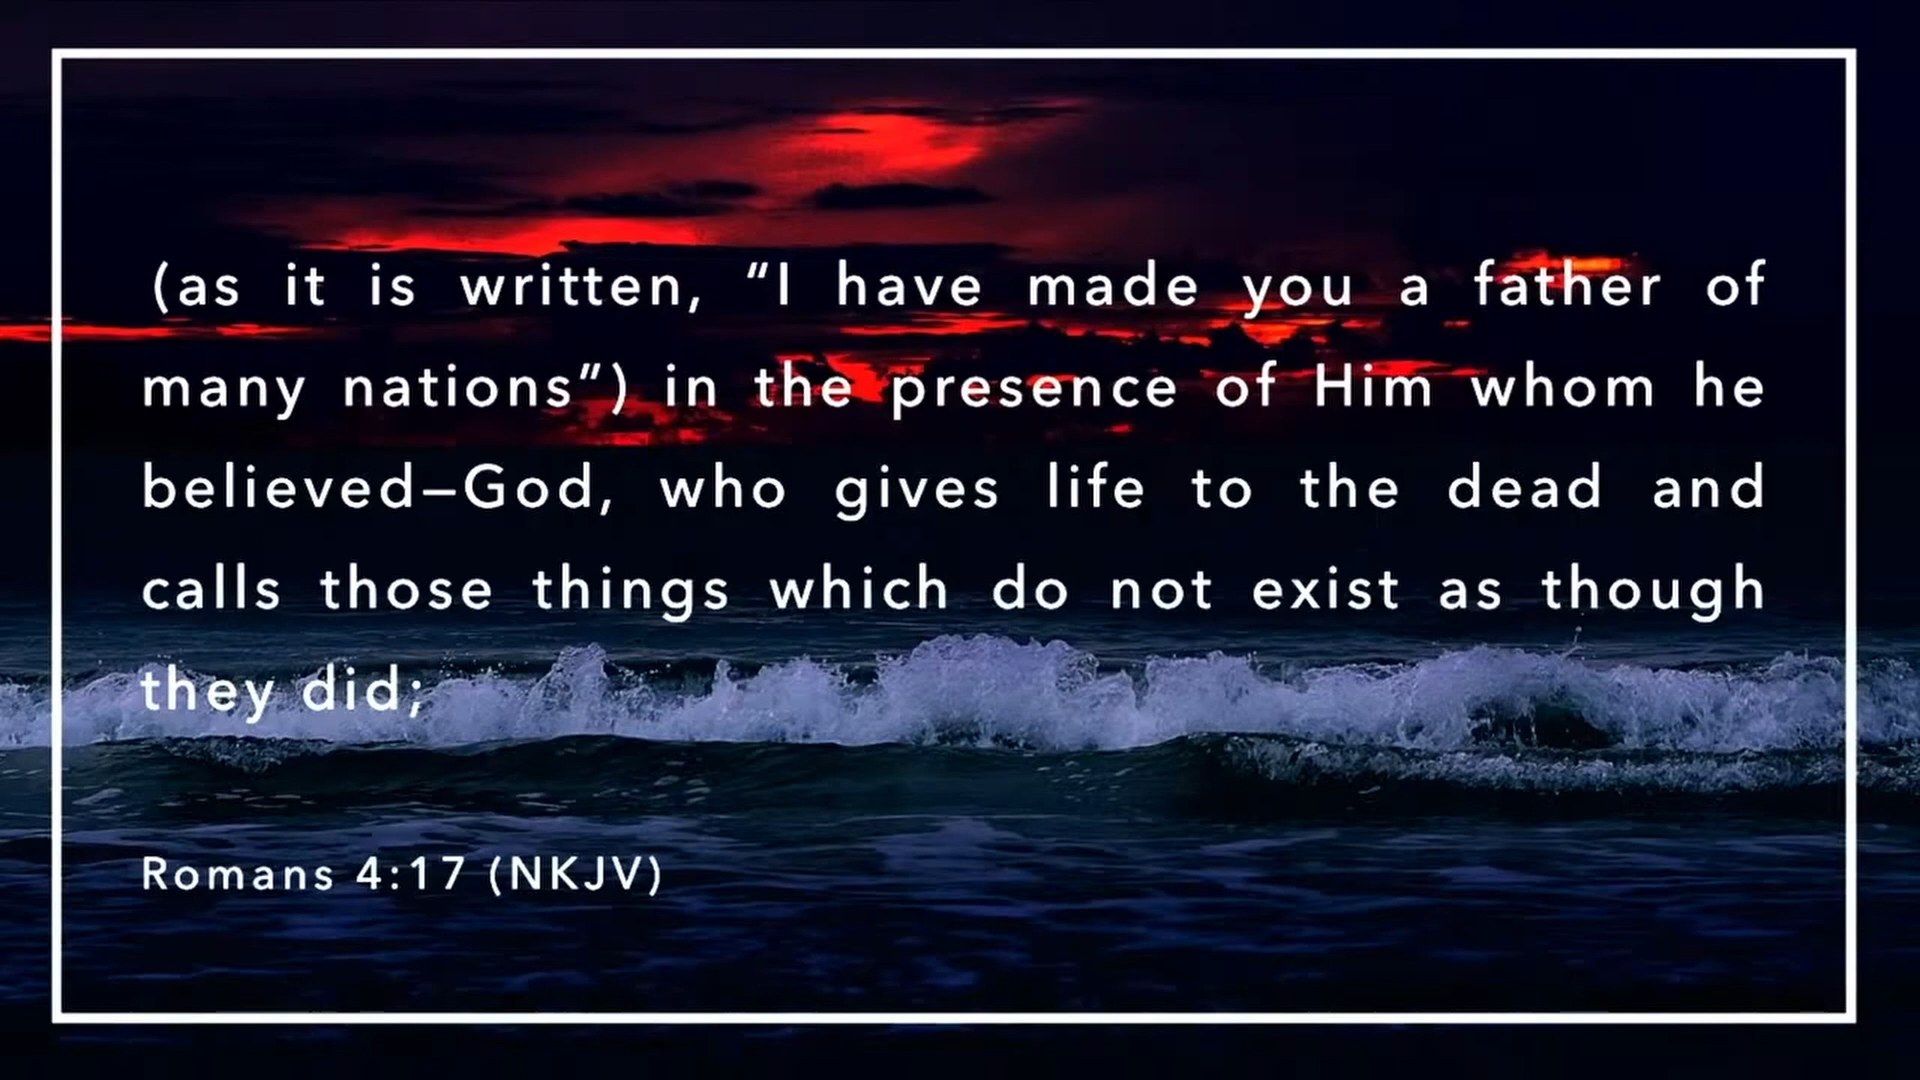 (as it is written, “I have made you a father of
many nations”) in the presence of Him whom he
believed—God, who gives life to the dead and
calls those things which do not exist as though
they did;
Romans 4:17 (NKJV)